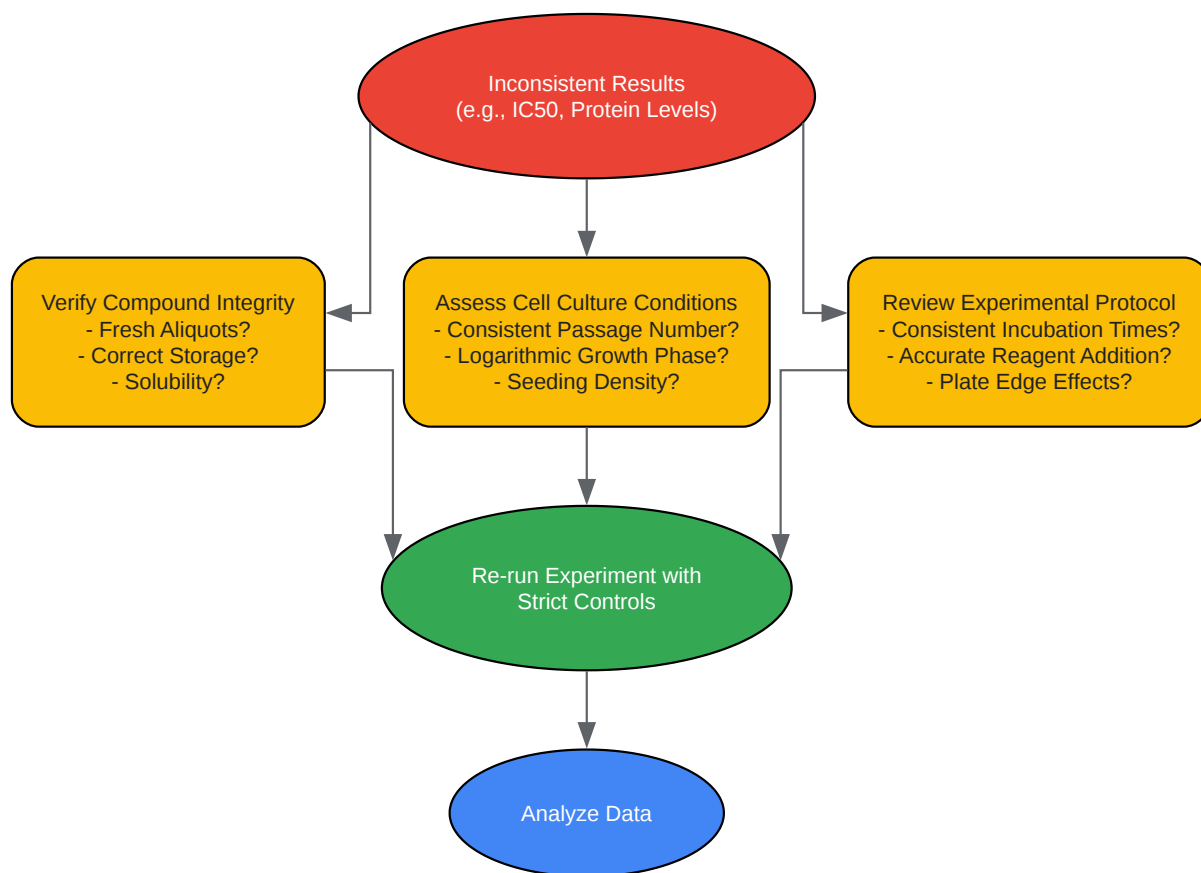 Inconsistent Results
(e.g., IC50, Protein Levels)
Verify Compound Integrity
- Fresh Aliquots?
- Correct Storage?
- Solubility?
Assess Cell Culture Conditions
- Consistent Passage Number?
- Logarithmic Growth Phase?
- Seeding Density?
Review Experimental Protocol
- Consistent Incubation Times?
- Accurate Reagent Addition?
- Plate Edge Effects?
Re-run Experiment with
Strict Controls
Analyze Data